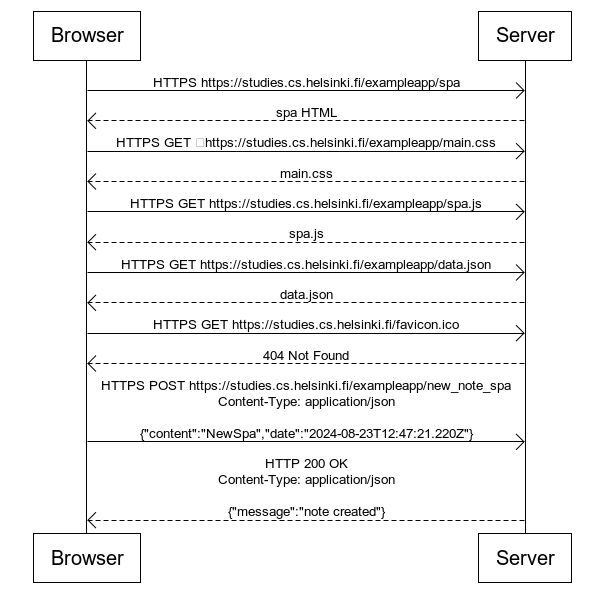 Browser Server
HTTPS https://studies.cs.helsinki.fi/exampleapp/spa
spa HTML
HTTPS GET https://studies.cs.helsinki.fi/exampleapp/main.css
main.css
HTTPS GET https://studies.cs.helsinki.fi/exampleapp/spa.js
spa.js
HTTPS GET https://studies.cs.helsinki.fi/exampleapp/data.json
data.json
HTTPS GET https://studies.cs.helsinki.fi/favicon.ico
404 Not Found
HTTPS POST https://studies.cs.helsinki.fi/exampleapp/new_note_spa
Content-Type: application/json
{"content":"NewSpa","date":"2024-08-23T12:47:21.220Z"}
HTTP 200 OK
Content-Type: application/json
{"message":"note created"}
Browser Server